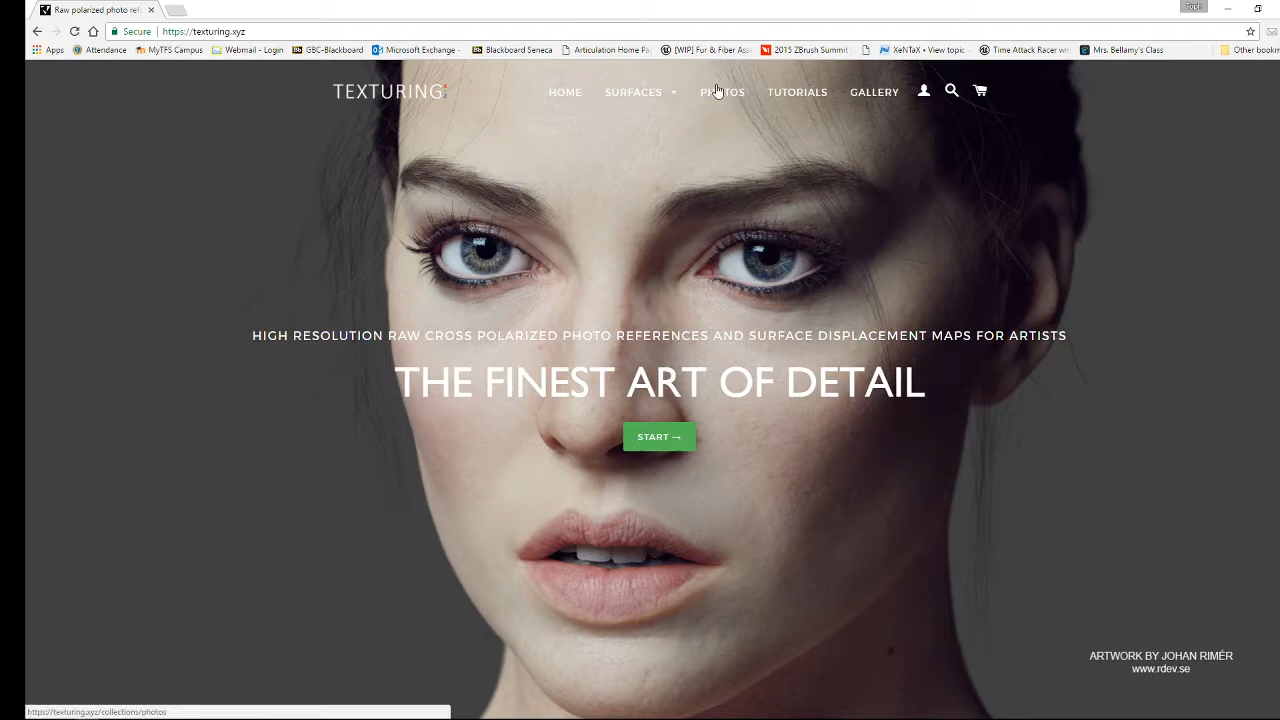 Raw polarized photo ref
Secure https://texturing.xyz
Apps Attendance MyTFS Campus Webmail - Login GBC-Blackboard Microsoft Exchange - Blackboard Seneca Articulation Home Pa [WIP] Fur & Fiber Ass 2015 ZBrush Summit XeNTaX • View topic - Time Attack Racer wi Mrs. Bellamy's Class Other bookm
TEXTURING HOME SURFACES PHOTOS TUTORIALS GALLERY
HIGH RESOLUTION RAW CROSS POLARIZED PHOTO REFERENCES AND SURFACE DISPLACEMENT MAPS FOR ARTISTS
THE FINEST ART OF DETAIL
START →
ARTWORK BY JOHAN RIMÉR
www.rdev.se
https://texturing.xyz/collections/photos